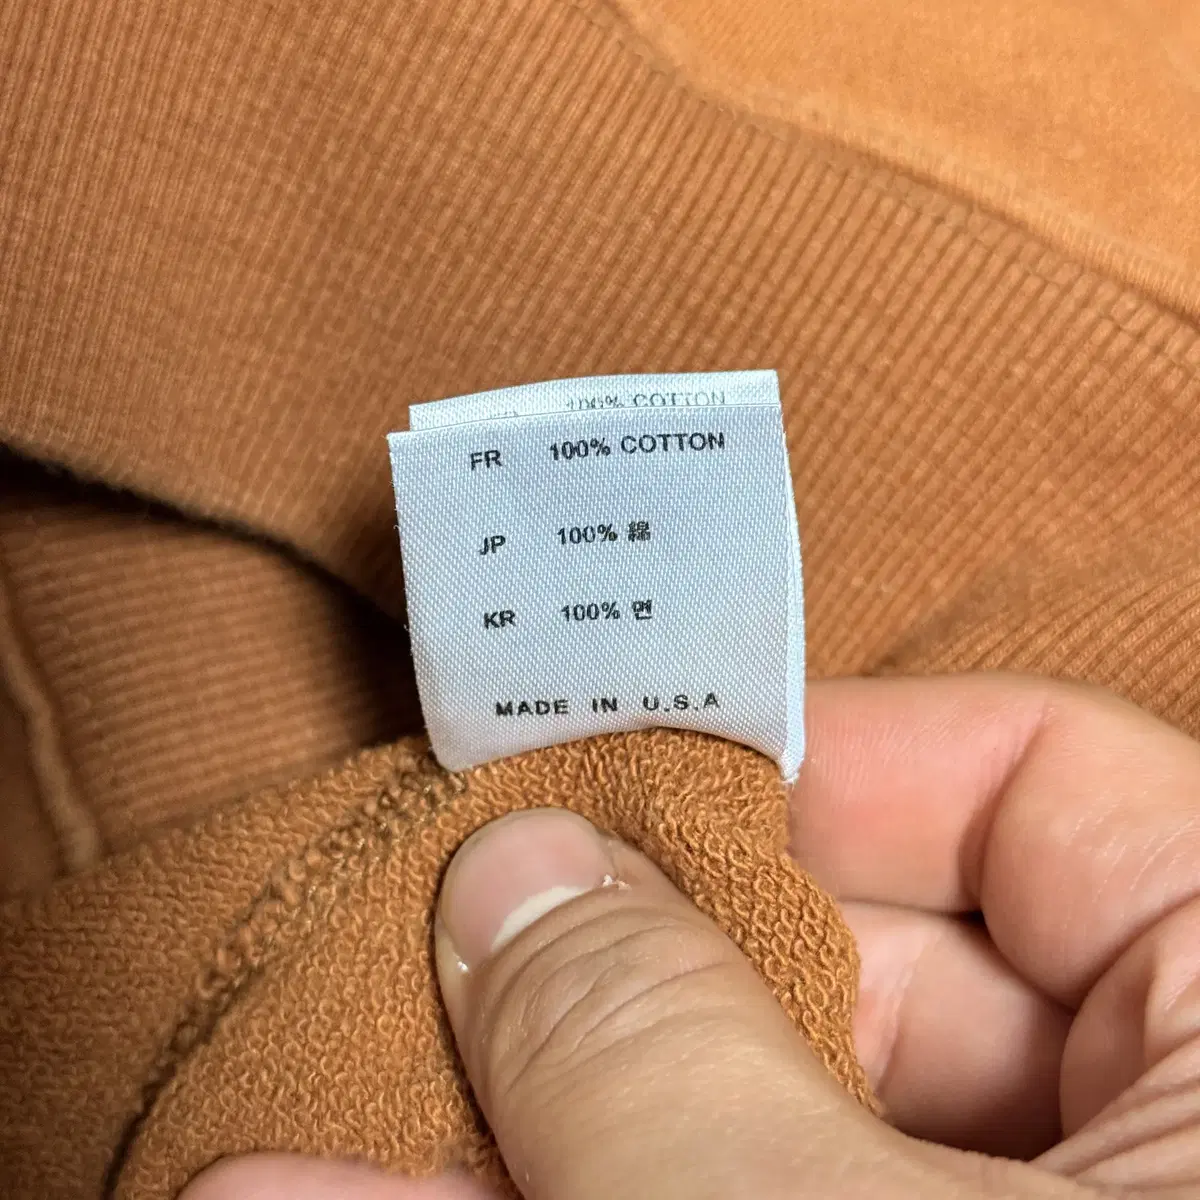 100% COTTON
FR 100% COTTON
JP 100% 綿
KR 100% 면
MADE IN U.S.A